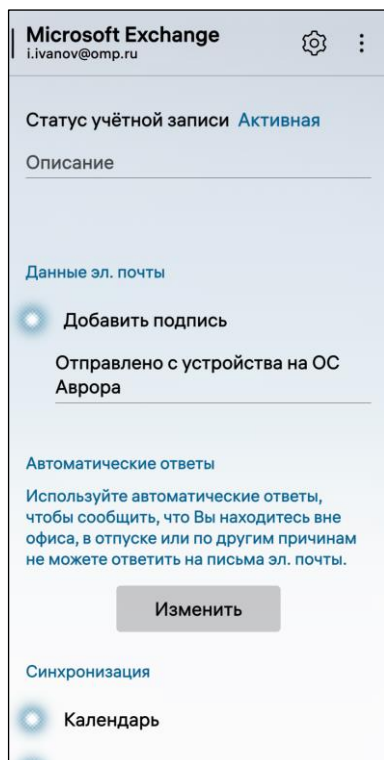 Microsoft Exchange
i.ivanov@omp.ru
Статус учётной записи Активная
Описание
Данные эл. почты
Добавить подпись
Отправлено с устройства на ОС
Аврора
Автоматические ответы
Используйте автоматические ответы,
чтобы сообщить, что Вы находитесь вне
офиса, в отпуске или по другим причинам
не можете ответить на письма эл. почты.
Изменить
Синхронизация
Календарь